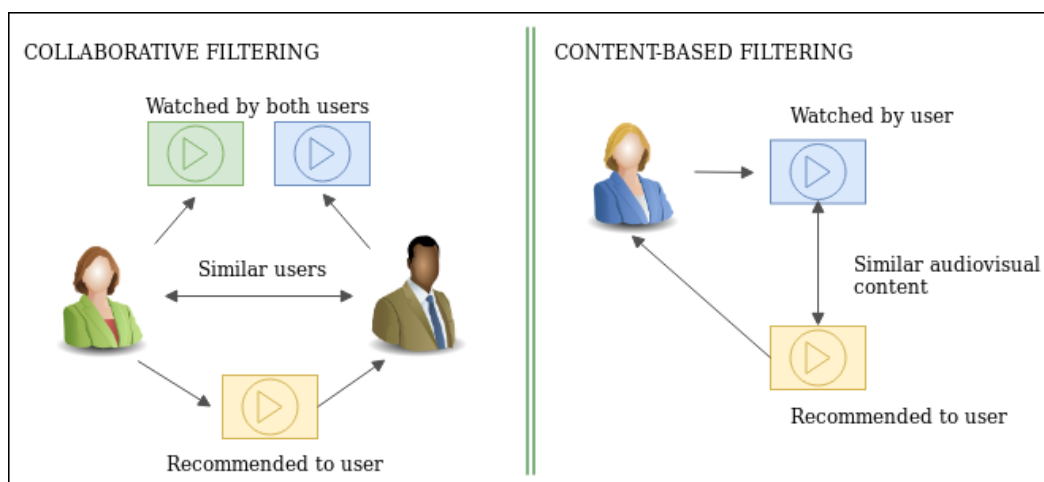 COLLABORATIVE FILTERING
Watched by both users
Similar users
Recommended to user
CONTENT-BASED FILTERING
Watched by user
Similar audiovisual
content
Recommended to user